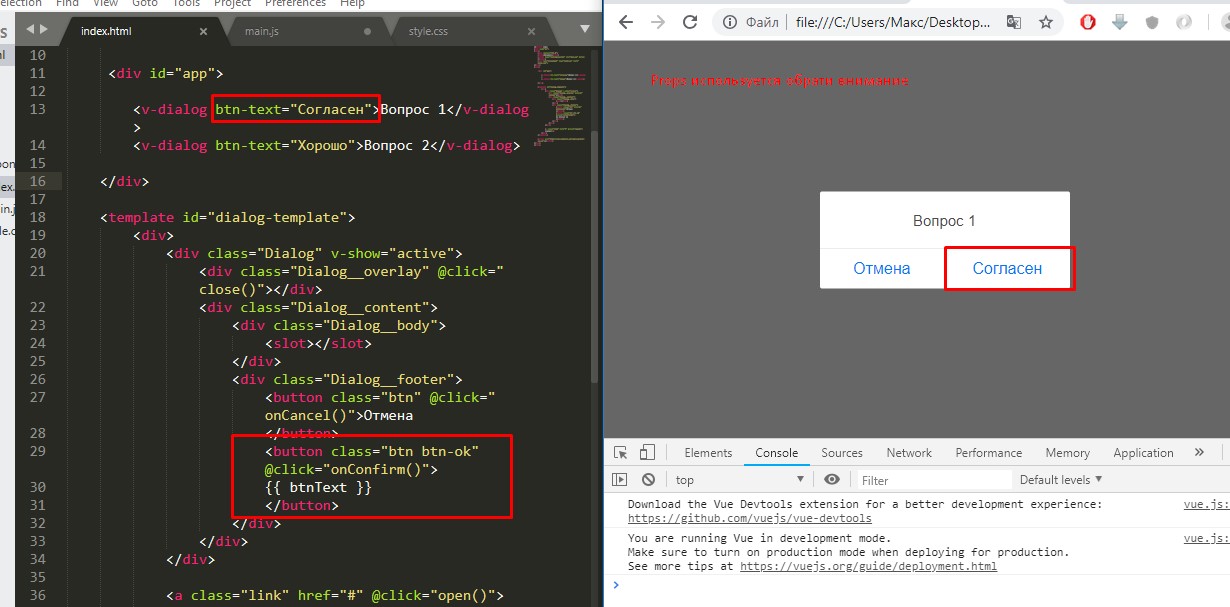 election Find View Goto Tools Project Preferences Help
index.html × main.js style.css ×
10
11 <div id="app">
12
13 <v-dialog btn-text="Согласен">Вопрос 1</v-dialog
>
14 <v-dialog btn-text="Хорошо">Вопрос 2</v-dialog>
15
16 </div>
17
18 <template id="dialog-template">
19 <div>
20 <div class="Dialog" v-show="active">
21 <div class="Dialog__overlay" @click="
close()"></div>
22 <div class="Dialog__content">
23 <div class="Dialog__body">
24 <slot></slot>
25 </div>
26 <div class="Dialog__footer">
27 <button class="btn" @click="
onCancel()">Отмена
28 </button>
29 <button class="btn btn-ok"
@click="onConfirm()">
30 {{ btnText }}
31 </button>
32 </div>
33 </div>
34 </div>
35
36 <a class="link" href="#" @click="open()">
Файл | file:///C:/Users/Макс/Desktop...
Props используется обрати внимание
Вопрос 1
Отмена Согласен
Elements Console Sources Network Performance Memory Application »
top Filter Default levels
Download the Vue Devtools extension for a better development experience: vue.js:
https://github.com/vuejs/vue-devtools
You are running Vue in development mode. vue.js:
Make sure to turn on production mode when deploying for production.
See more tips at https://vuejs.org/guide/deployment.html
>